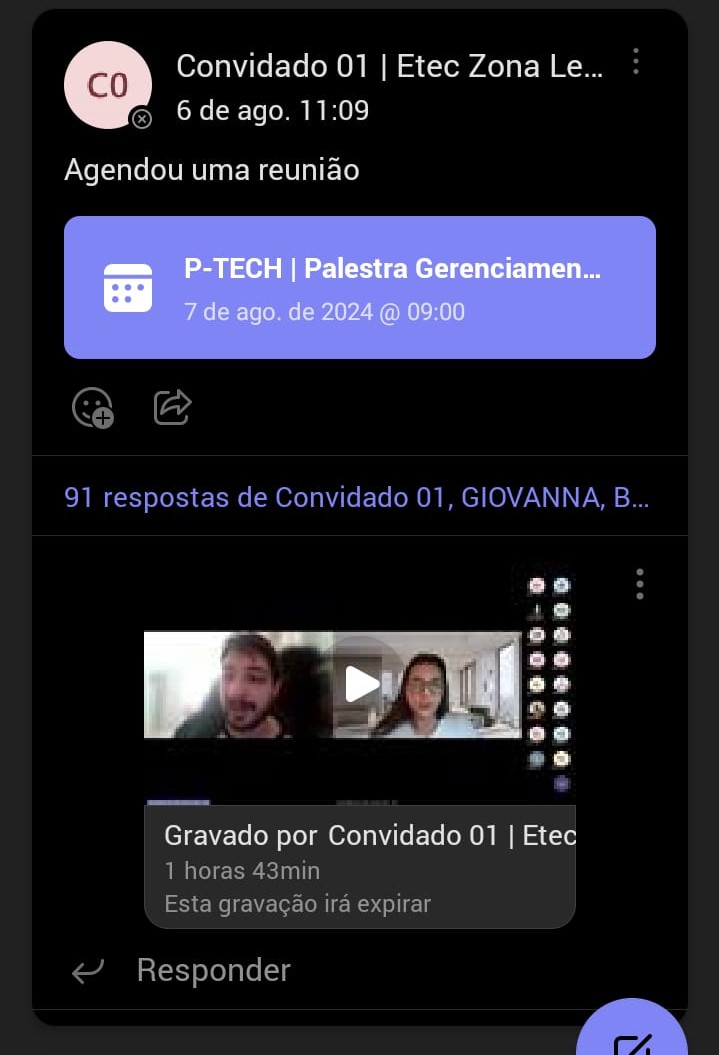 C0
Convidado 01 | Etec Zona Le...
6 de ago. 11:09
Agendou uma reunião
P-TECH | Palestra Gerenciamen...
7 de ago. de 2024 @ 09:00
91 respostas de Convidado 01, GIOVANNA, B...
Gravado por Convidado 01 | Etec
1 horas 43min
Esta gravação irá expirar
Responder